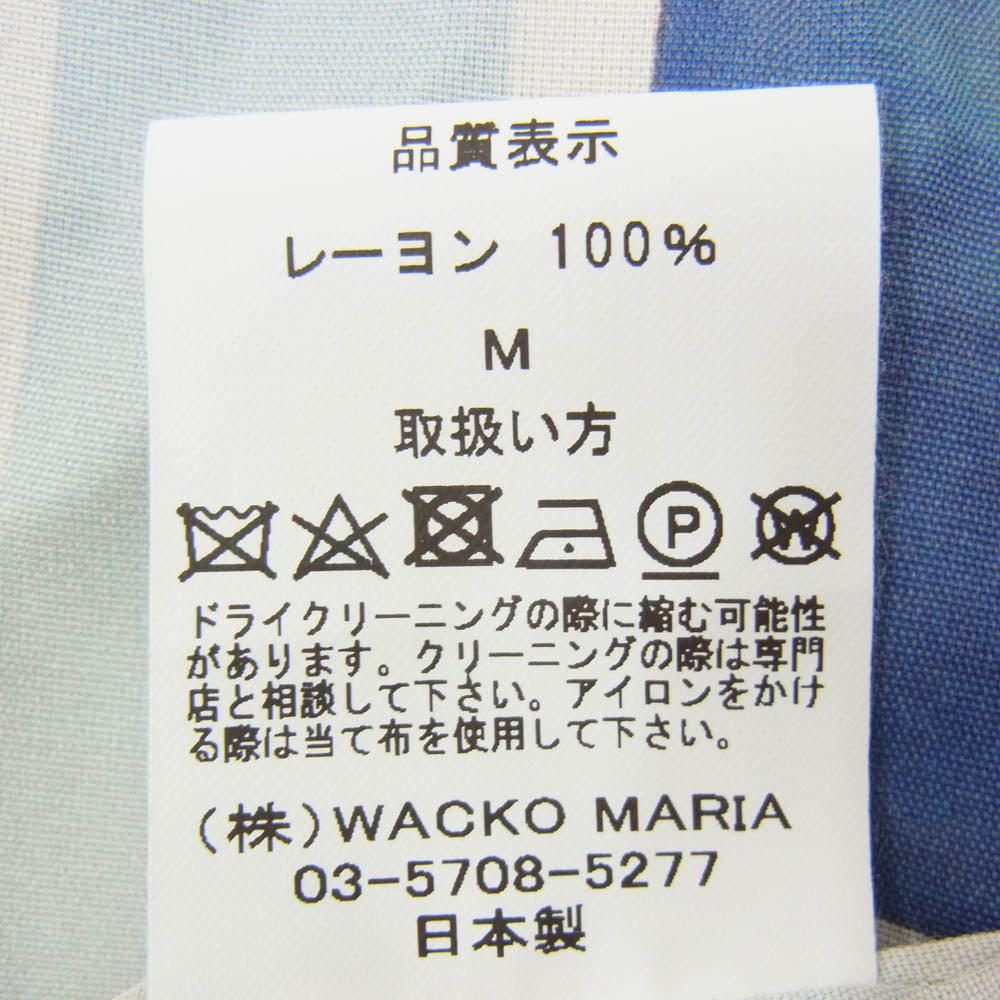 品質表示
レーヨン 100%
M
取扱い方
P
W
ドライクリーニングの際に縮む可能性
があります。クリーニングの際は専門
店と相談して下さい。アイロンをかけ
る際は当て布を使用して下さい。
(株)WACKO MARIA
03-5708-5277
日本製